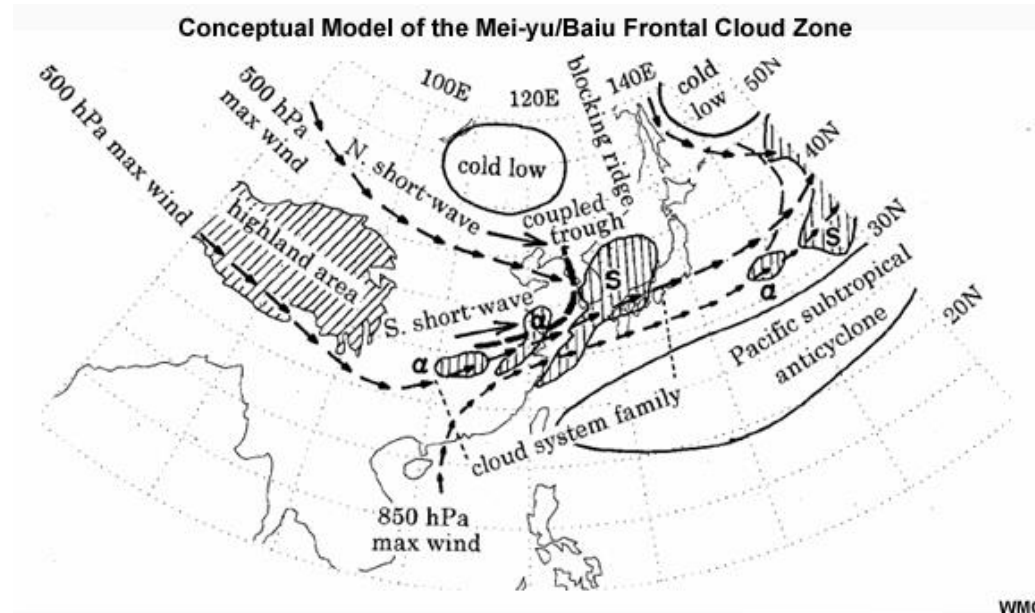 Conceptual Model of the Mei-yu/Baiu Frontal Cloud Zone
500 hPa
max wind
500 hPa
max wind
100E
120E
140E
50N
40N
30N
20N
blocking ridge
cold
low
cold low
N. short-wave
highland area
coupled
trough
S. short-wave
S
S
α
α
α
Pacific subtropical
anticyclone
cloud system family
850 hPa
max wind